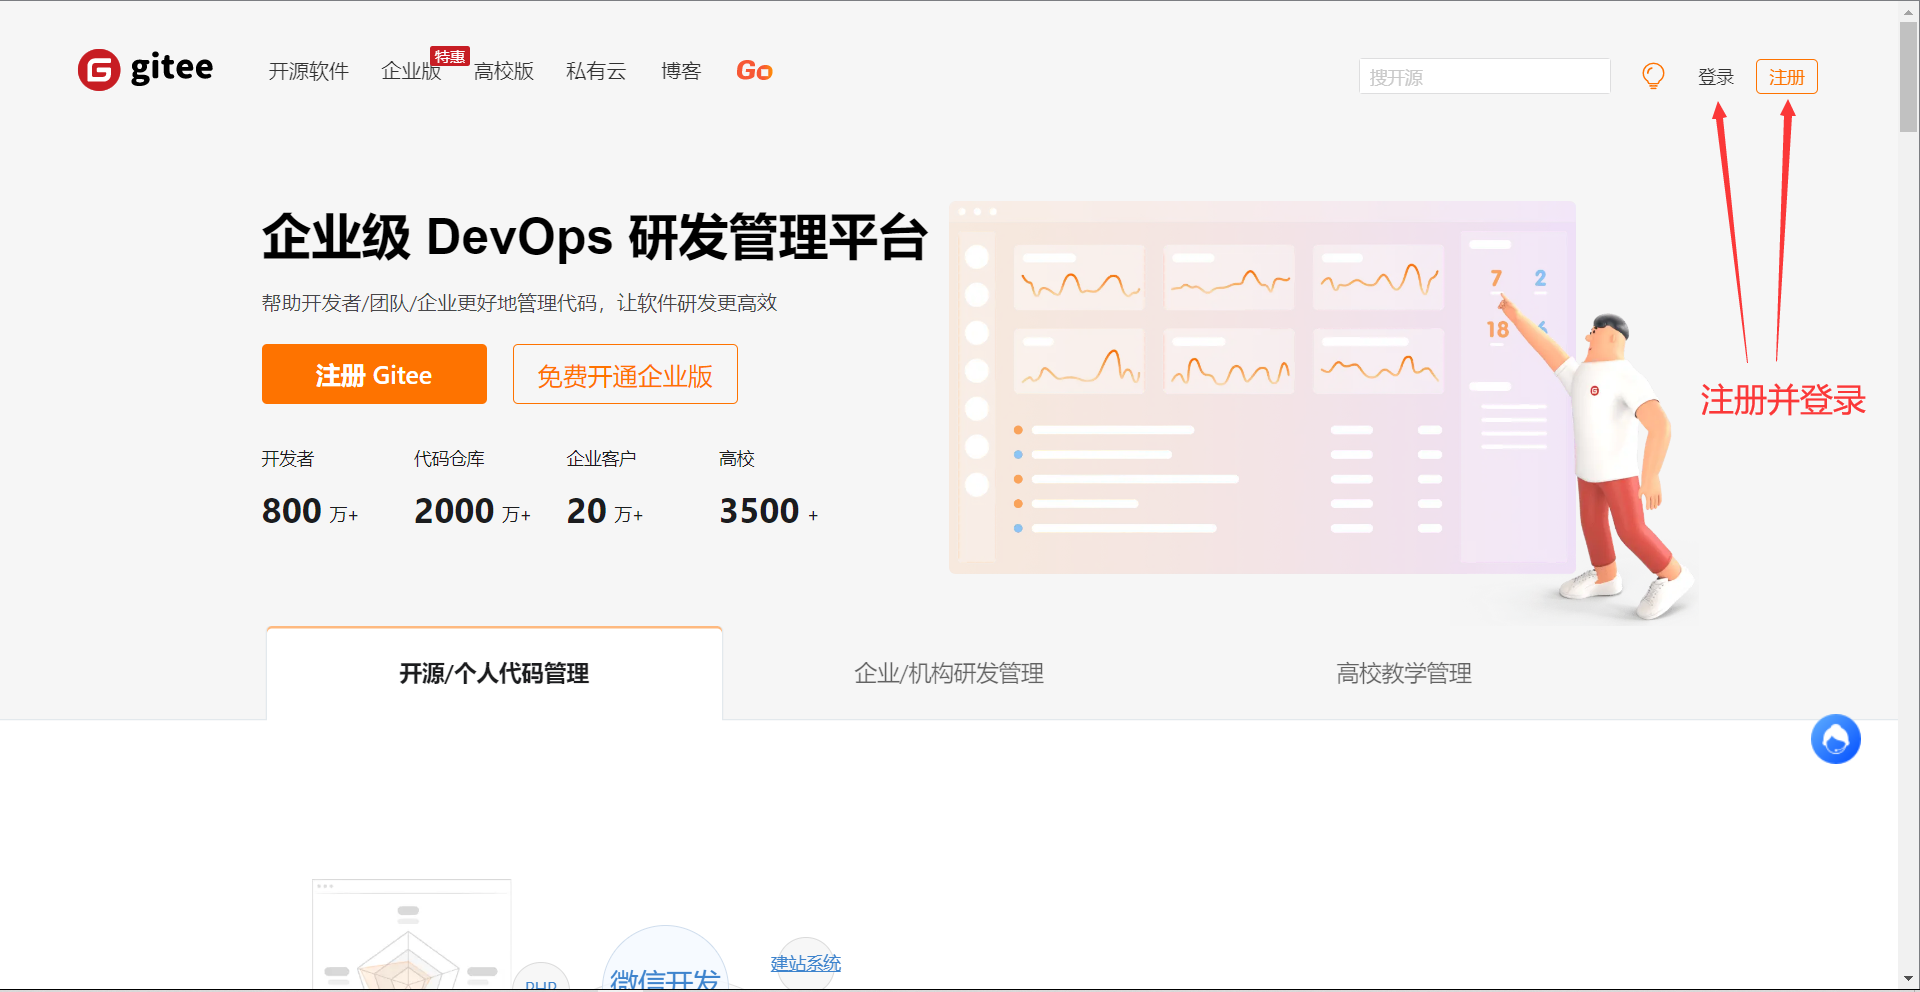 gitee
开源软件 企业版 特惠 高校版 私有云 博客 Go
搜开源
登录 注册
企业级 DevOps 研发管理平台
帮助开发者/团队/企业更好地管理代码，让软件研发更高效
注册 Gitee 免费开通企业版
开发者 代码仓库 企业客户 高校
800 万+ 2000 万+ 20 万+ 3500 +
7 2
18 6
注册并登录
开源/个人代码管理 企业/机构研发管理 高校教学管理
建站系统
微信开发
PHP